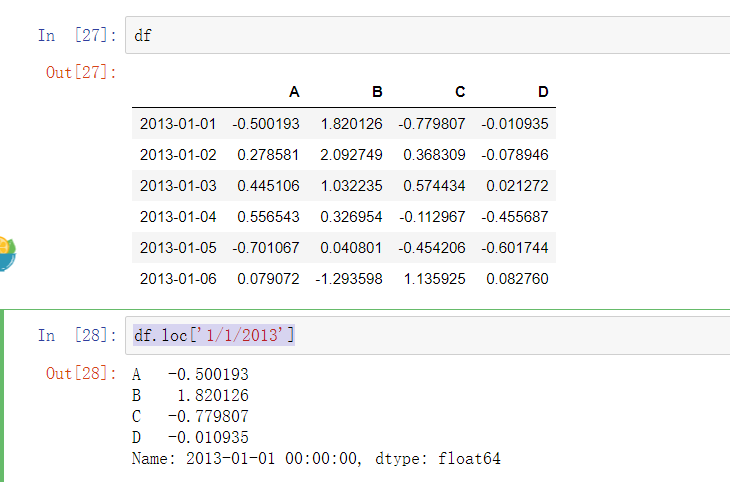 In [27]: df
Out[27]:
A B C D
2013-01-01 -0.500193 1.820126 -0.779807 -0.010935
2013-01-02 0.278581 2.092749 0.368309 -0.078946
2013-01-03 0.445106 1.032235 0.574434 0.021272
2013-01-04 0.556543 0.326954 -0.112967 -0.455687
2013-01-05 -0.701067 0.040801 -0.454206 -0.601744
2013-01-06 0.079072 -1.293598 1.135925 0.082760
In [28]: df.loc['1/1/2013']
Out[28]: A -0.500193
B 1.820126
C -0.779807
D -0.010935
Name: 2013-01-01 00:00:00, dtype: float64